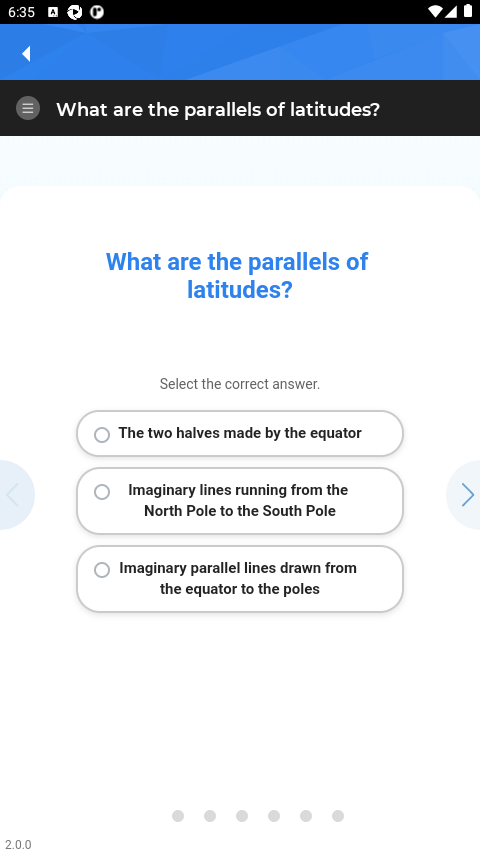 6:35
What are the parallels of latitudes?
What are the parallels of
latitudes?
Select the correct answer.
The two halves made by the equator
Imaginary lines running from the
North Pole to the South Pole
Imaginary parallel lines drawn from
the equator to the poles
2.0.0